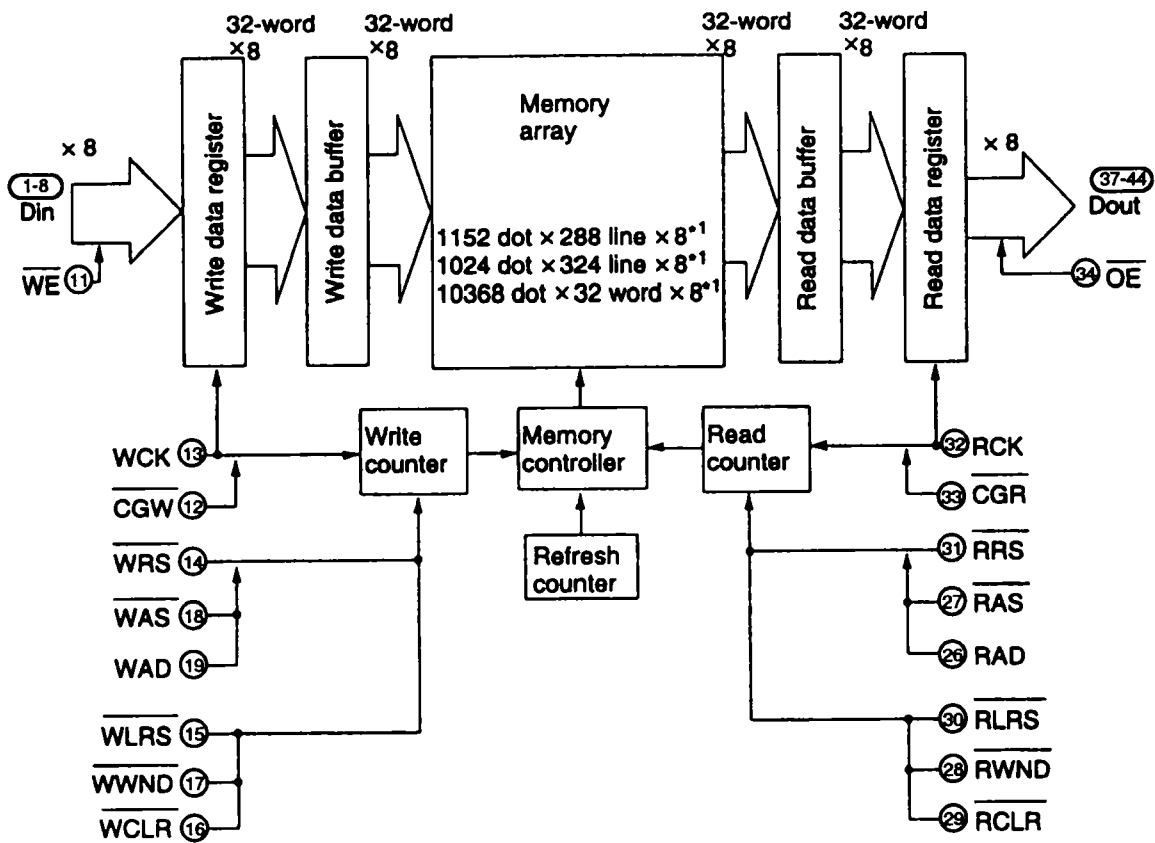 32-word ×8
32-word ×8
32-word ×8
32-word ×8
Write data register
Write data buffer
Memory array
1152 dot × 288 line × 8*1
1024 dot × 324 line × 8*1
10368 dot × 32 word × 8*1
Read data buffer
Read data register
× 8
1-8
Din
WE 11
× 8
37-44
Dout
34 OE
Write counter
Memory controller
Read counter
Refresh counter
WCK 13
CGW 12
WRS 14
WAS 18
WAD 19
WLRS 15
WWND 17
WCLR 16
32 RCK
33 CGR
31 RRS
27 RAS
26 RAD
30 RLRS
28 RWND
29 RCLR